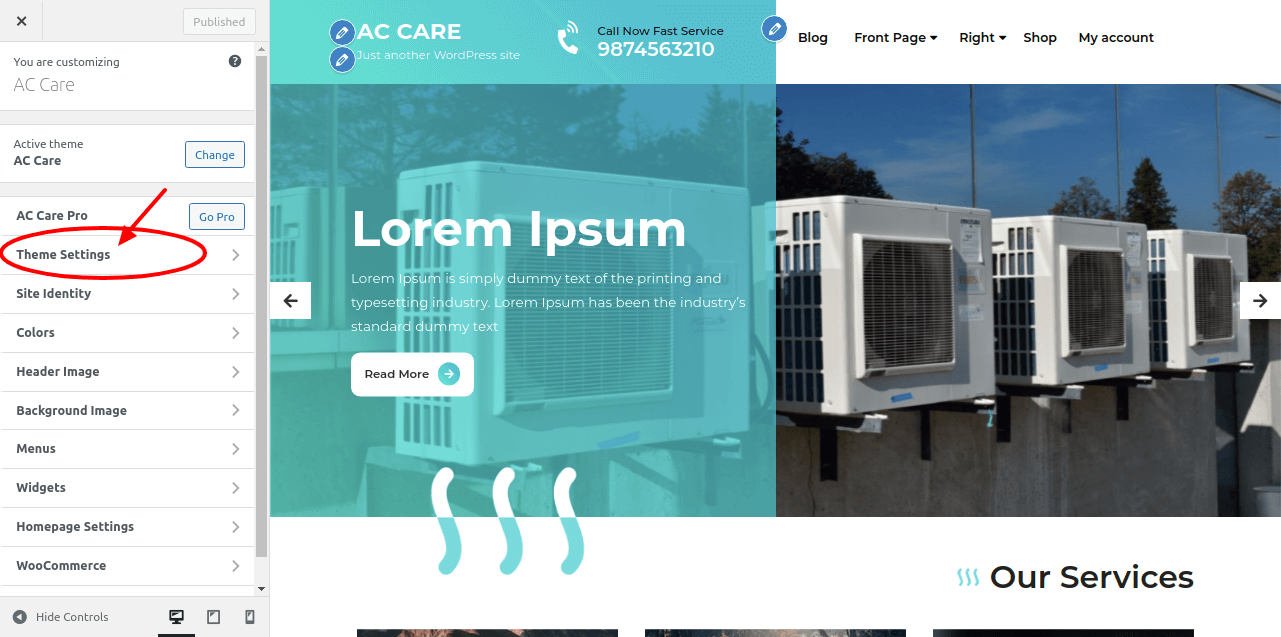 Published
You are customizing
AC Care
Active theme
AC Care
Change
AC Care Pro
Go Pro
Theme Settings
Site Identity
Colors
Header Image
Background Image
Menus
Widgets
Homepage Settings
WooCommerce
Hide Controls
AC CARE
Just another WordPress site
Call Now Fast Service
9874563210
Blog
Front Page
Right
Shop
My account
Lorem Ipsum
Lorem Ipsum is simply dummy text of the printing and
typesetting industry. Lorem Ipsum has been the industry's
standard dummy text
Read More
Our Services